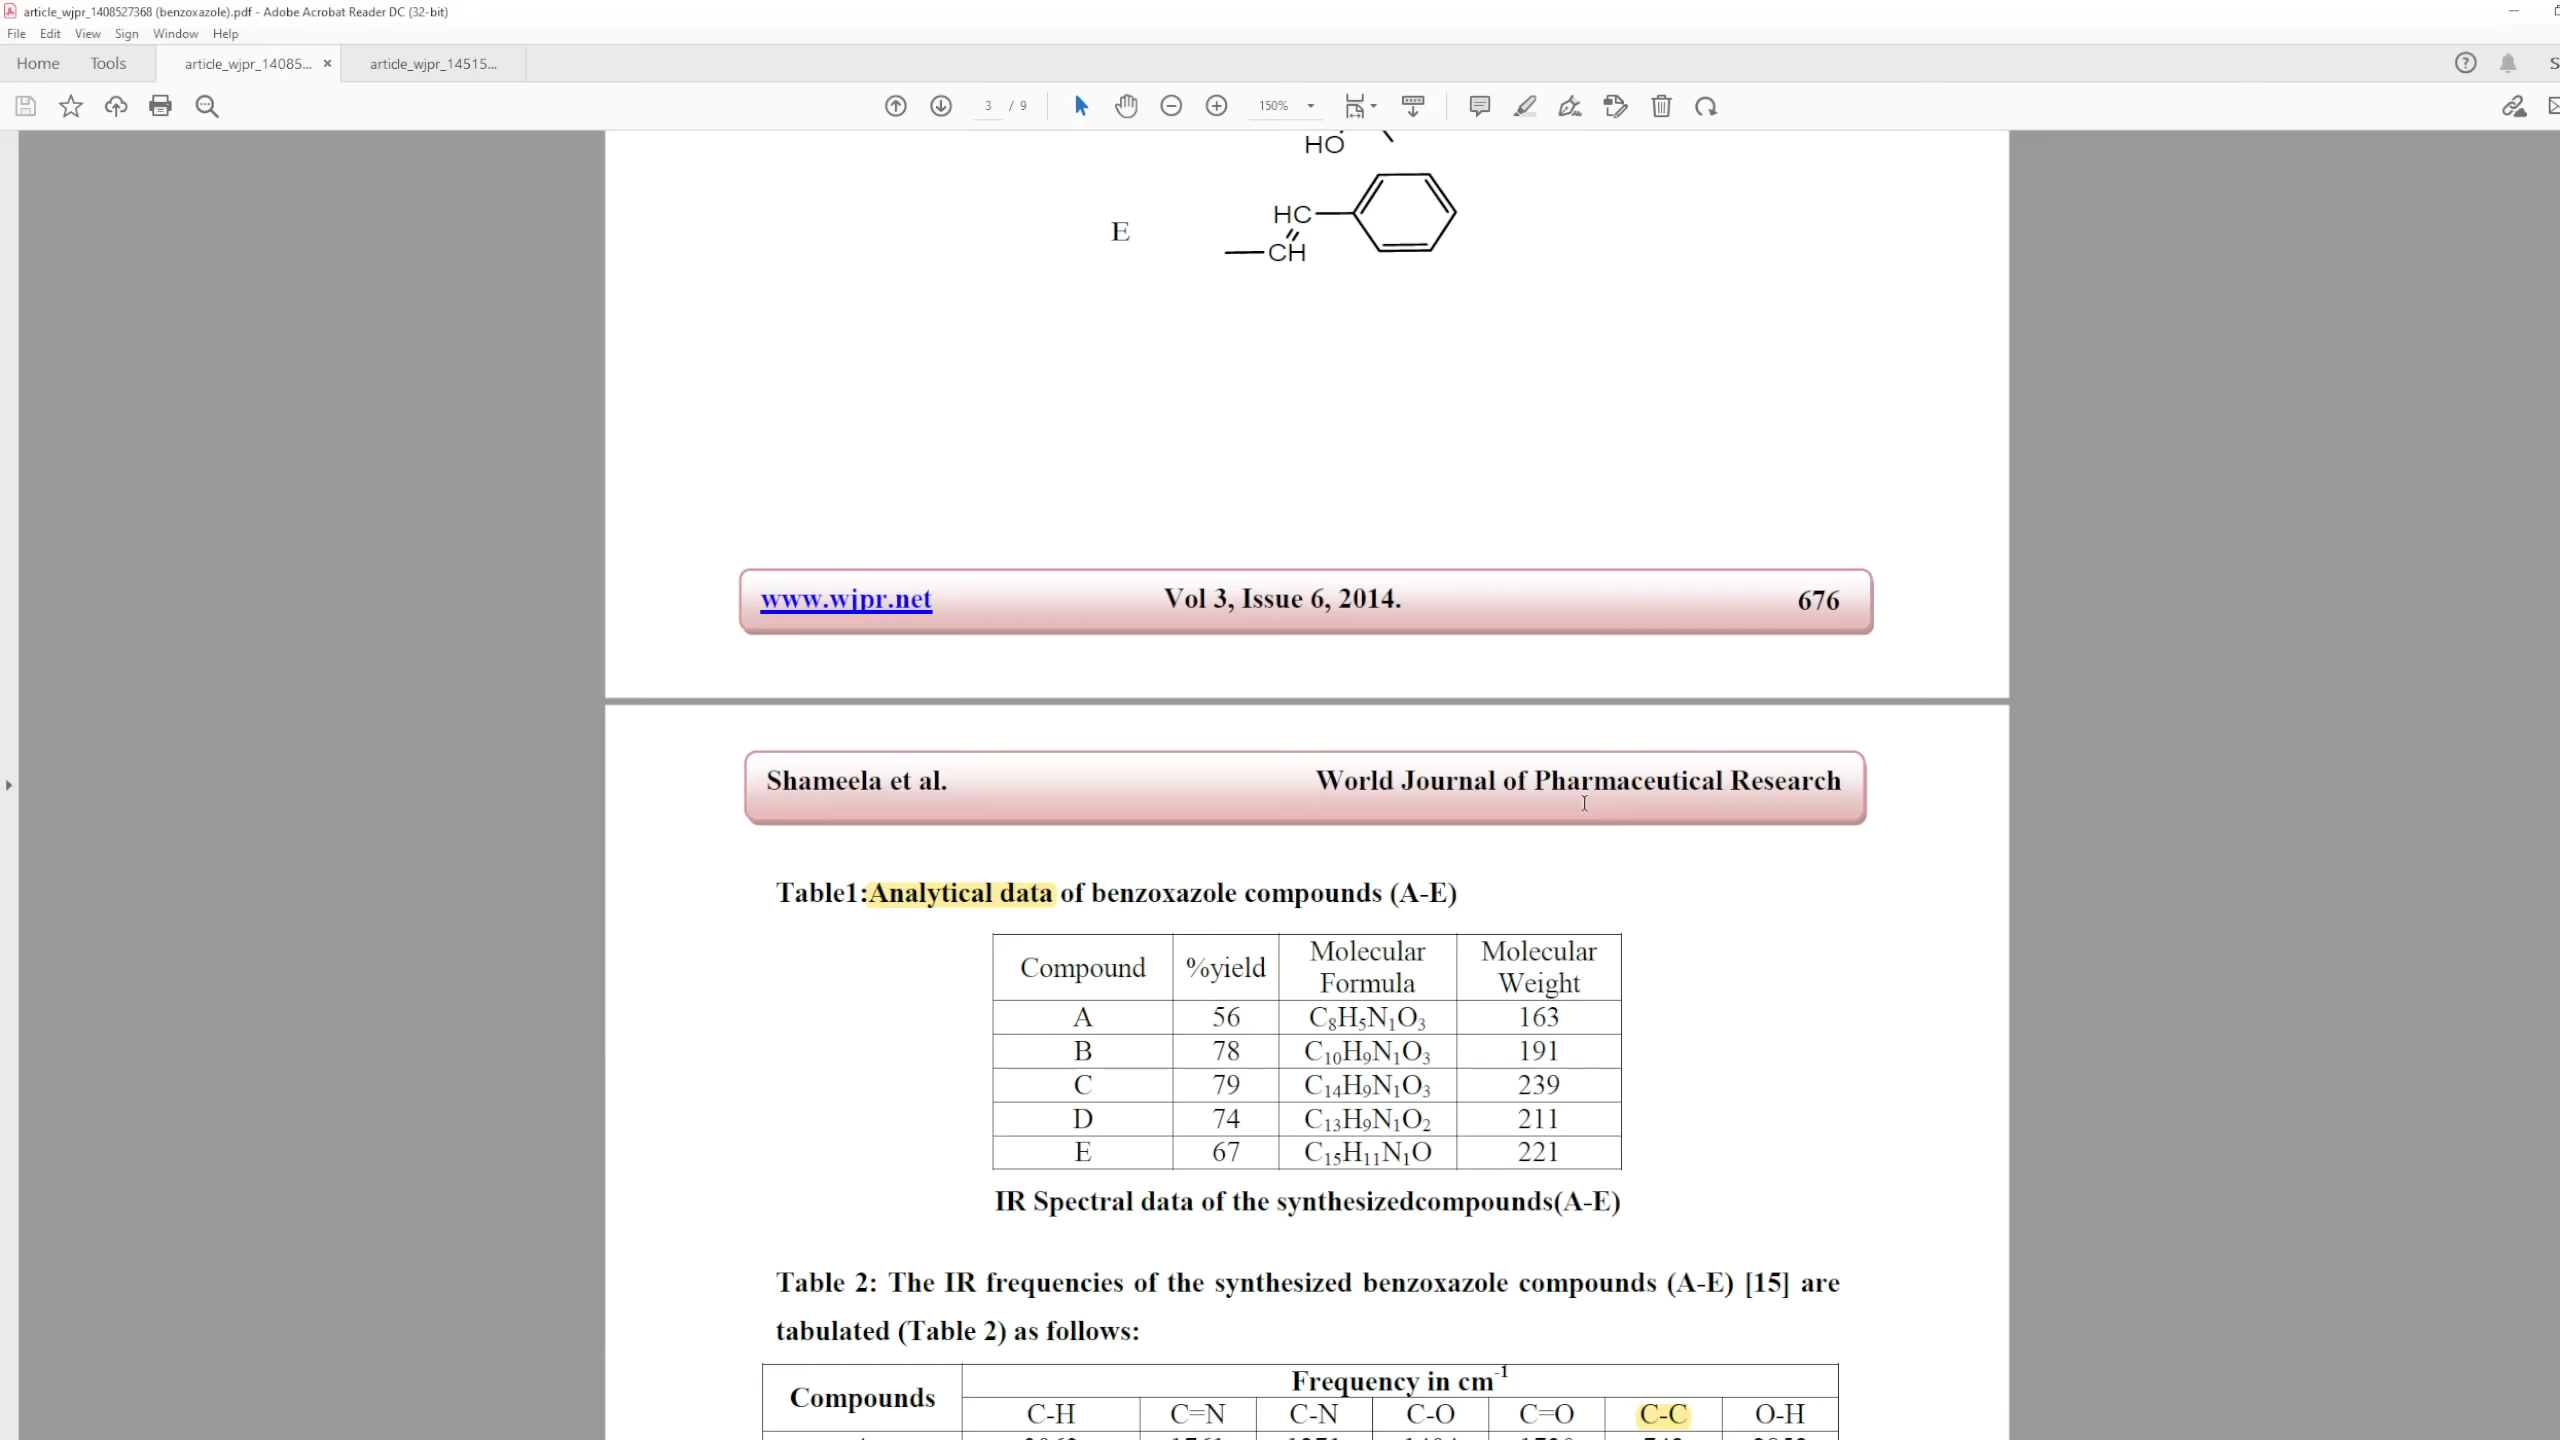 article_wjpr_1408527368 (benzoxazole).pdf - Adobe Acrobat Reader DC (32-bit)
File Edit View Sign Window Help
Home Tools article_wjpr_14085... × article_wjpr_14515...
3 / 9 150%
HO
HC
E
CH
www.wjpr.net Vol 3, Issue 6, 2014. 676
Shameela et al. World Journal of Pharmaceutical Research
Table1:Analytical data of benzoxazole compounds (A-E)
Compound %yield Molecular Formula Molecular Weight
A 56 C8H5N1O3 163
B 78 C10H9N1O3 191
C 79 C14H9N1O3 239
D 74 C13H9N1O2 211
E 67 C15H11N1O 221
IR Spectral data of the synthesizedcompounds(A-E)
Table 2: The IR frequencies of the synthesized benzoxazole compounds (A-E) [15] are
tabulated (Table 2) as follows:
Compounds Frequency in cm-1
C-H C=N C-N C-O C=O C-C O-H